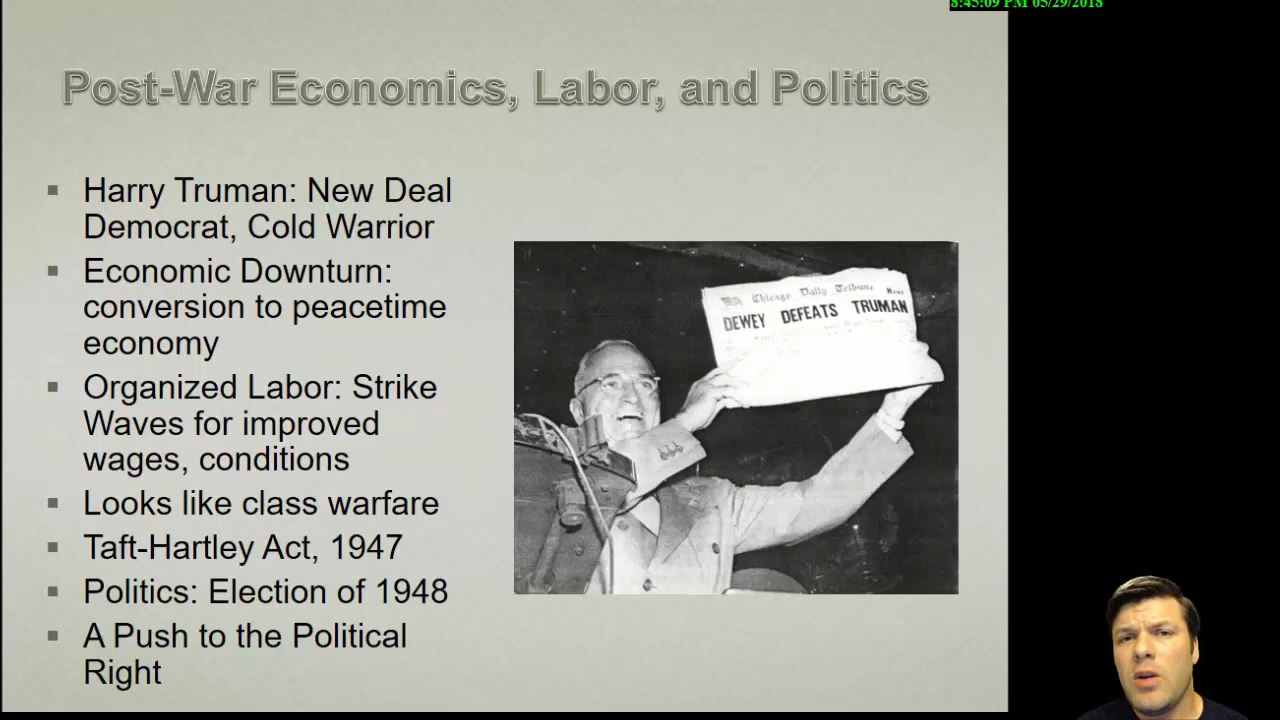 8:45:09 PM 05/29/2018
Post-War Economics, Labor, and Politics
Harry Truman: New Deal
Democrat, Cold Warrior
Economic Downturn:
conversion to peacetime
economy
Organized Labor: Strike
Waves for improved
wages, conditions
Looks like class warfare
Taft-Hartley Act, 1947
Politics: Election of 1948
A Push to the Political
Right
Chicago Daily Tribune
DEWEY DEFEATS TRUMAN